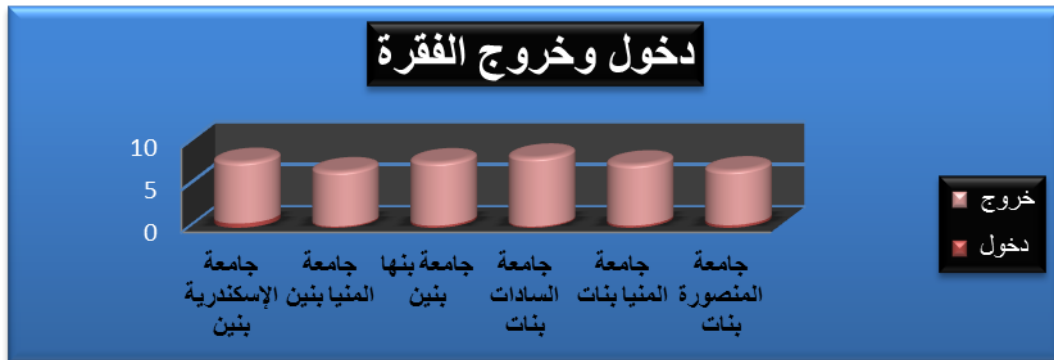 دخول وخروج الفقرة
10
5
0
جامعة الإسكندرية بنين
جامعة المنيا بنين
جامعة بنها بنين
جامعة السادات بنات
جامعة المنيا بنات
جامعة المنصورة بنات
خروج
دخول